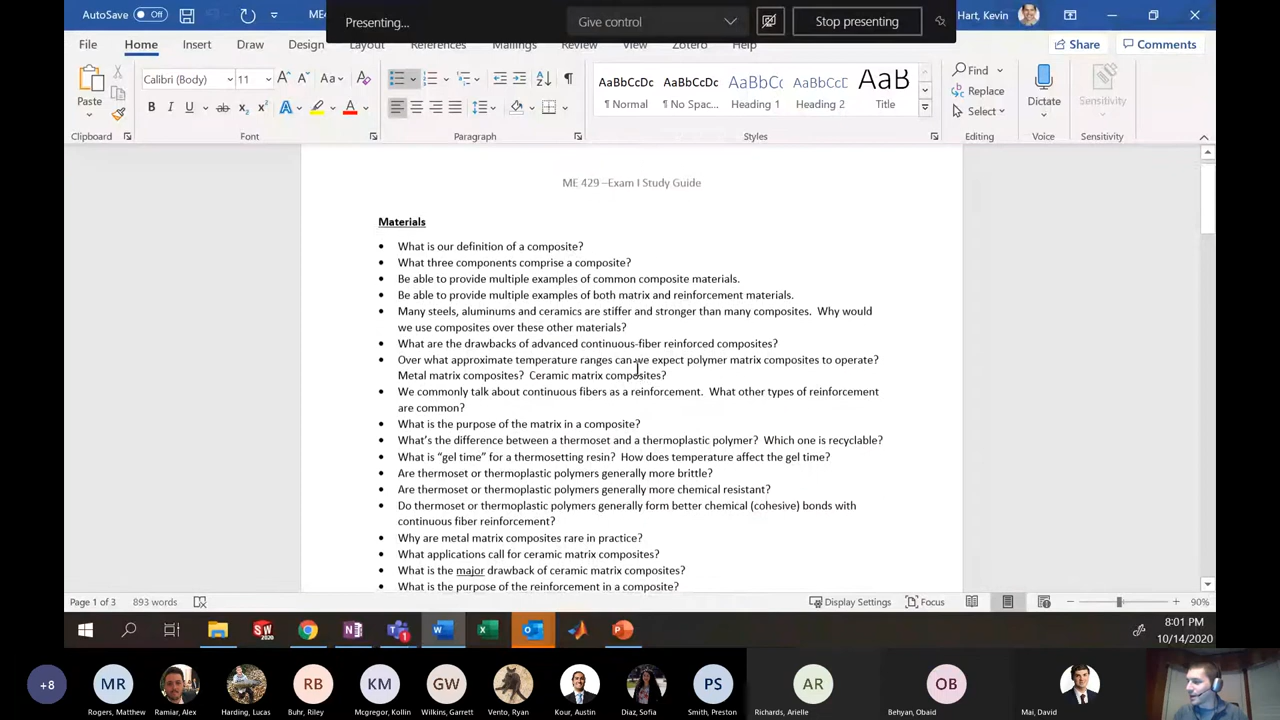 AutoSave Off ME4
Presenting...
Give control
Stop presenting
Hart, Kevin
File Home Insert Draw Design Layout References Mailings Review View Zotero Help
Share Comments
Paste
Calibri (Body) 11
Aa
B I U ab x₂ x² A A
AaBbCcDc AaBbCcDc AaBbCc AaBbCcD AaB
¶ Normal ¶ No Spac... Heading 1 Heading 2 Title
Find
Replace
Select
Dictate
Sensitivity
Clipboard Font Paragraph Styles Editing Voice Sensitivity
ME 429 –Exam I Study Guide
Materials
• What is our definition of a composite?
• What three components comprise a composite?
• Be able to provide multiple examples of common composite materials.
• Be able to provide multiple examples of both matrix and reinforcement materials.
• Many steels, aluminums and ceramics are stiffer and stronger than many composites. Why would
we use composites over these other materials?
• What are the drawbacks of advanced continuous-fiber reinforced composites?
• Over what approximate temperature ranges can we expect polymer matrix composites to operate?
Metal matrix composites? Ceramic matrix composites?
• We commonly talk about continuous fibers as a reinforcement. What other types of reinforcement
are common?
• What is the purpose of the matrix in a composite?
• What's the difference between a thermoset and a thermoplastic polymer? Which one is recyclable?
• What is “gel time” for a thermosetting resin? How does temperature affect the gel time?
• Are thermoset or thermoplastic polymers generally more brittle?
• Are thermoset or thermoplastic polymers generally more chemical resistant?
• Do thermoset or thermoplastic polymers generally form better chemical (cohesive) bonds with
continuous fiber reinforcement?
• Why are metal matrix composites rare in practice?
• What applications call for ceramic matrix composites?
• What is the major drawback of ceramic matrix composites?
• What is the purpose of the reinforcement in a composite?
Page 1 of 3 893 words
Display Settings Focus
90%
8:01 PM
10/14/2020
+8 MR RB KM GW PS AR OB
Rogers, Matthew Ramiar, Alex Harding, Lucas Buhr, Riley Mcgregor, Kollin Wilkins, Garrett Vento, Ryan Kour, Austin Diaz, Sofia Smith, Preston Richards, Arielle Behyan, Obaid Mai, David